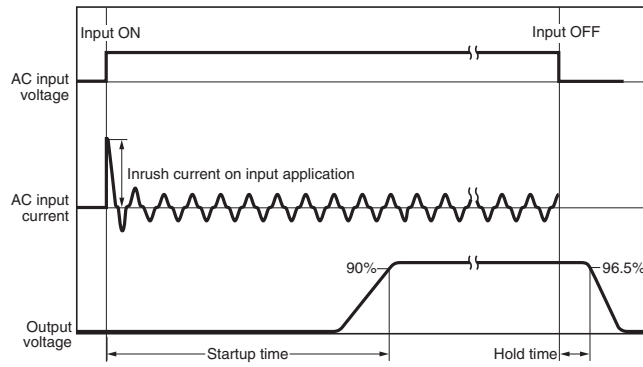 Input ON
Input OFF
AC input
voltage
Inrush current on input application
AC input
current
90%
96.5%
Output
voltage
Startup time
Hold time